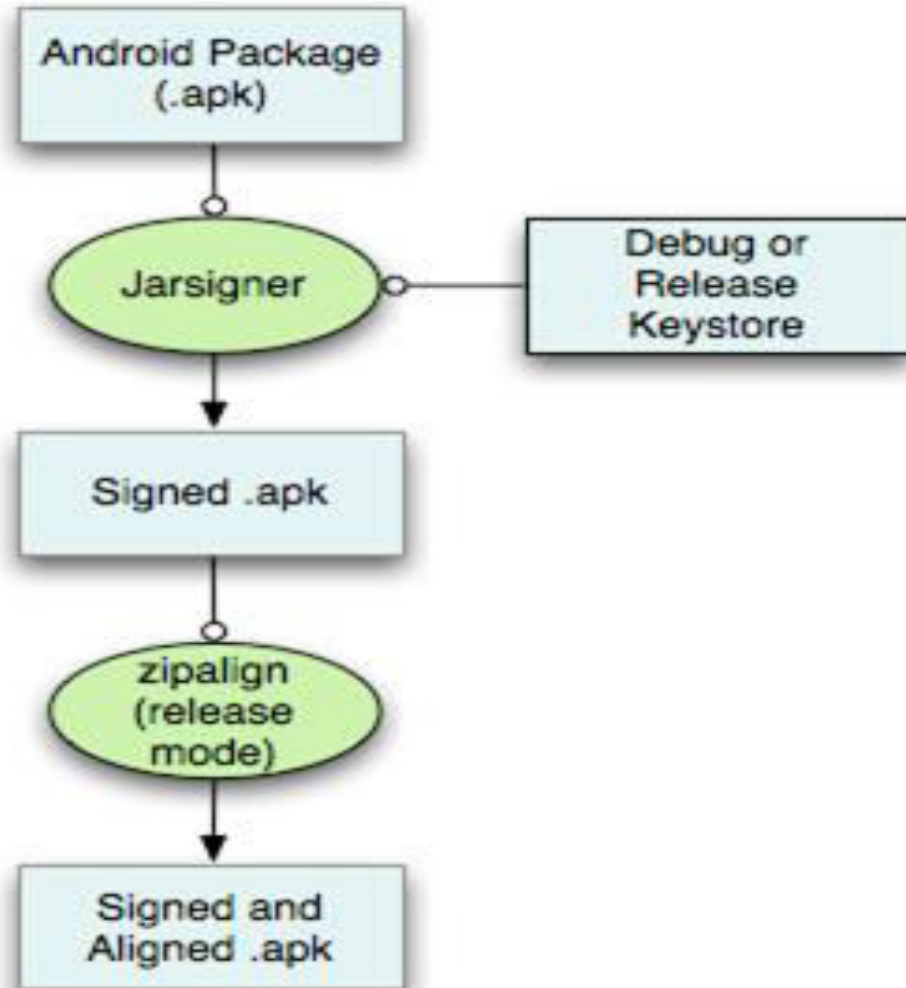 Android Package
(.apk)
Jarsigner
Debug or
Release
Keystore
Signed .apk
zipalign
(release
mode)
Signed and
Aligned .apk